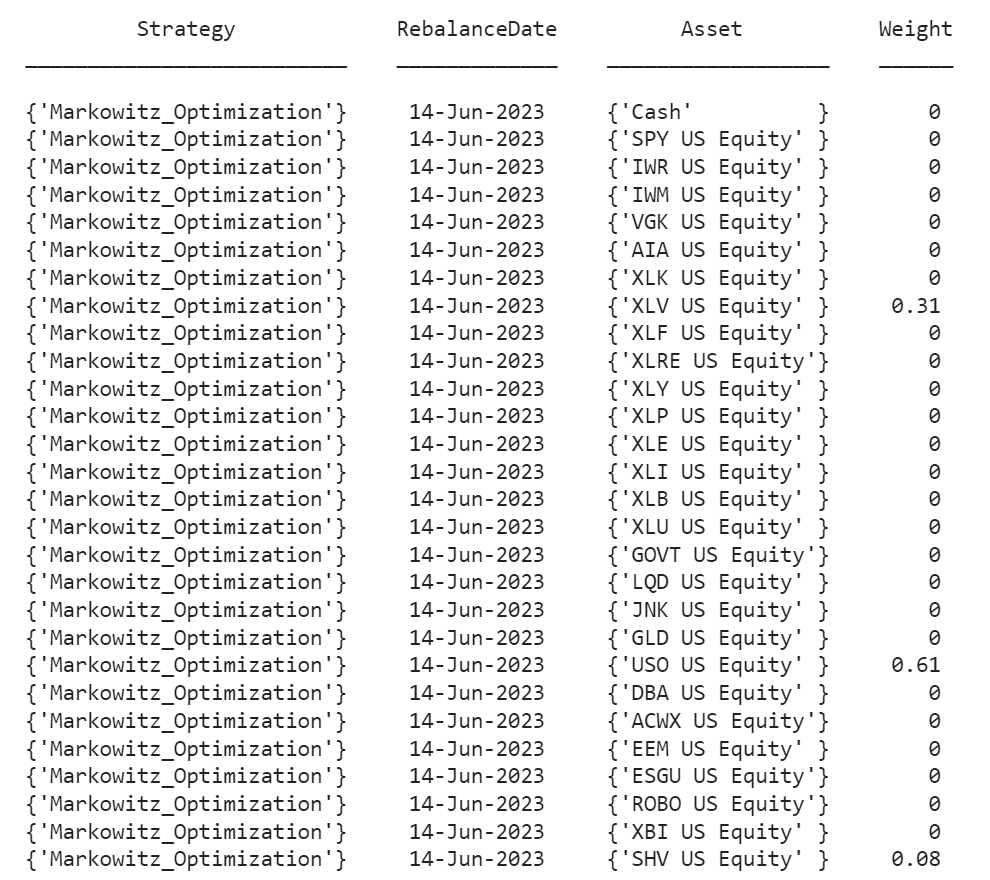 Strategy RebalanceDate Asset Weight
{'Markowitz_Optimization'} 14-Jun-2023 {'Cash' } 0
{'Markowitz_Optimization'} 14-Jun-2023 {'SPY US Equity' } 0
{'Markowitz_Optimization'} 14-Jun-2023 {'IWR US Equity' } 0
{'Markowitz_Optimization'} 14-Jun-2023 {'IWM US Equity' } 0
{'Markowitz_Optimization'} 14-Jun-2023 {'VGK US Equity' } 0
{'Markowitz_Optimization'} 14-Jun-2023 {'AIA US Equity' } 0
{'Markowitz_Optimization'} 14-Jun-2023 {'XLK US Equity' } 0
{'Markowitz_Optimization'} 14-Jun-2023 {'XLV US Equity' } 0.31
{'Markowitz_Optimization'} 14-Jun-2023 {'XLF US Equity' } 0
{'Markowitz_Optimization'} 14-Jun-2023 {'XLRE US Equity'} 0
{'Markowitz_Optimization'} 14-Jun-2023 {'XLY US Equity' } 0
{'Markowitz_Optimization'} 14-Jun-2023 {'XLP US Equity' } 0
{'Markowitz_Optimization'} 14-Jun-2023 {'XLE US Equity' } 0
{'Markowitz_Optimization'} 14-Jun-2023 {'XLI US Equity' } 0
{'Markowitz_Optimization'} 14-Jun-2023 {'XLB US Equity' } 0
{'Markowitz_Optimization'} 14-Jun-2023 {'XLU US Equity' } 0
{'Markowitz_Optimization'} 14-Jun-2023 {'GOVT US Equity'} 0
{'Markowitz_Optimization'} 14-Jun-2023 {'LQD US Equity' } 0
{'Markowitz_Optimization'} 14-Jun-2023 {'JNK US Equity' } 0
{'Markowitz_Optimization'} 14-Jun-2023 {'GLD US Equity' } 0
{'Markowitz_Optimization'} 14-Jun-2023 {'USO US Equity' } 0.61
{'Markowitz_Optimization'} 14-Jun-2023 {'DBA US Equity' } 0
{'Markowitz_Optimization'} 14-Jun-2023 {'ACWX US Equity'} 0
{'Markowitz_Optimization'} 14-Jun-2023 {'EEM US Equity' } 0
{'Markowitz_Optimization'} 14-Jun-2023 {'ESGU US Equity'} 0
{'Markowitz_Optimization'} 14-Jun-2023 {'ROBO US Equity'} 0
{'Markowitz_Optimization'} 14-Jun-2023 {'XBI US Equity' } 0
{'Markowitz_Optimization'} 14-Jun-2023 {'SHV US Equity' } 0.08